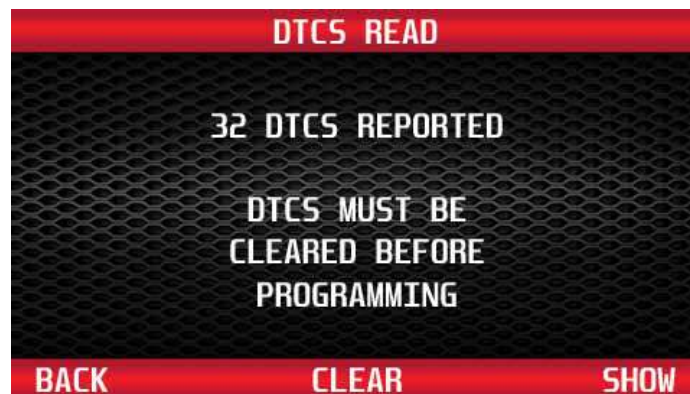 DTCS READ
32 DTCS REPORTED
DTCS MUST BE
CLEARED BEFORE
PROGRAMMING
BACK CLEAR SHOW